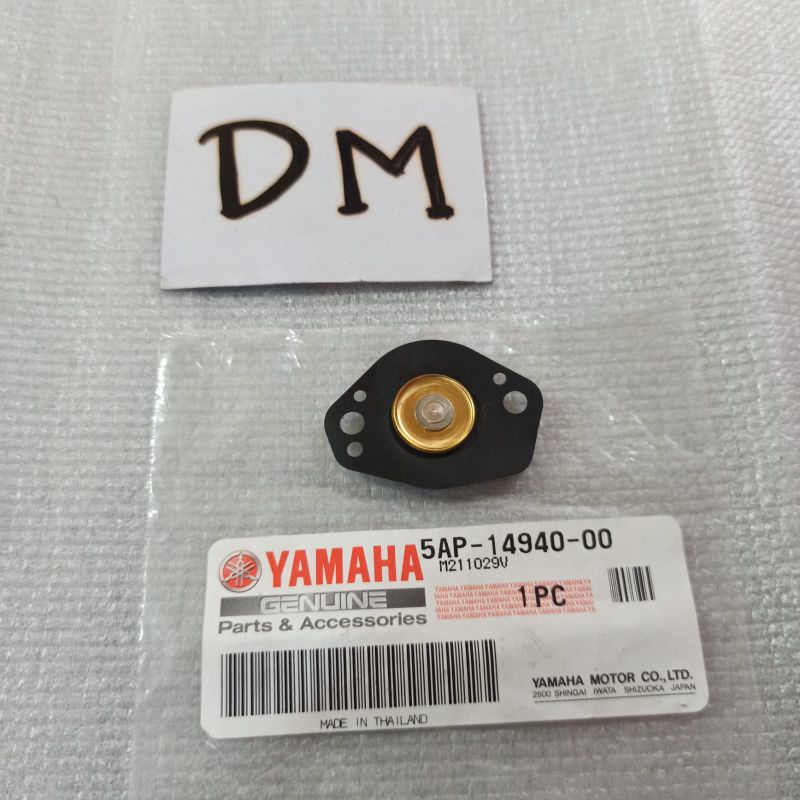 DM
YAMAHA
GENUINE
Parts & Accessories
5AP-14940-00
M211029V
1PC
YAMAHA MOTOR CO.,LTD.
2500 SHINGAI IWATA SHIZUOKA JAPAN
MADE IN THAILAND